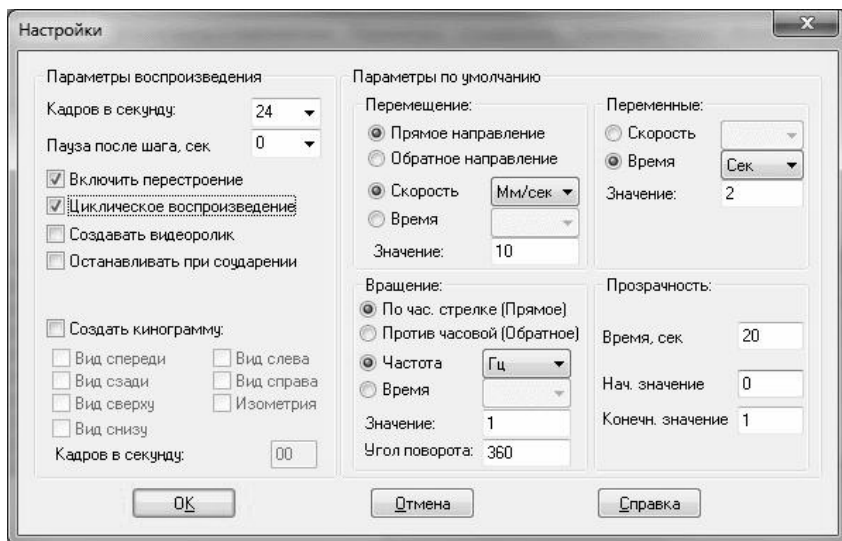 Настройки
Параметры воспроизведения
Кадров в секунду: 24
Пауза после шага, сек 0
Включить перестроение
Циклическое воспроизведение
Создавать видеоролик
Останавливать при соударении
Создать кинограмму:
Вид спереди Вид слева
Вид сзади Вид справа
Вид сверху Изометрия
Вид снизу
Кадров в секунду: 00
Параметры по умолчанию
Перемещение:
Прямое направление
Обратное направление
Скорость Мм/сек
Время
Значение: 10
Переменные:
Скорость
Время Сек
Значение: 2
Вращение:
По час. стрелке (Прямое)
Против часовой (Обратное)
Частота Гц
Время
Значение: 1
Угол поворота: 360
Прозрачность:
Время, сек 20
Нач. значение 0
Конечн. значение 1
OK
Отмена
Справка